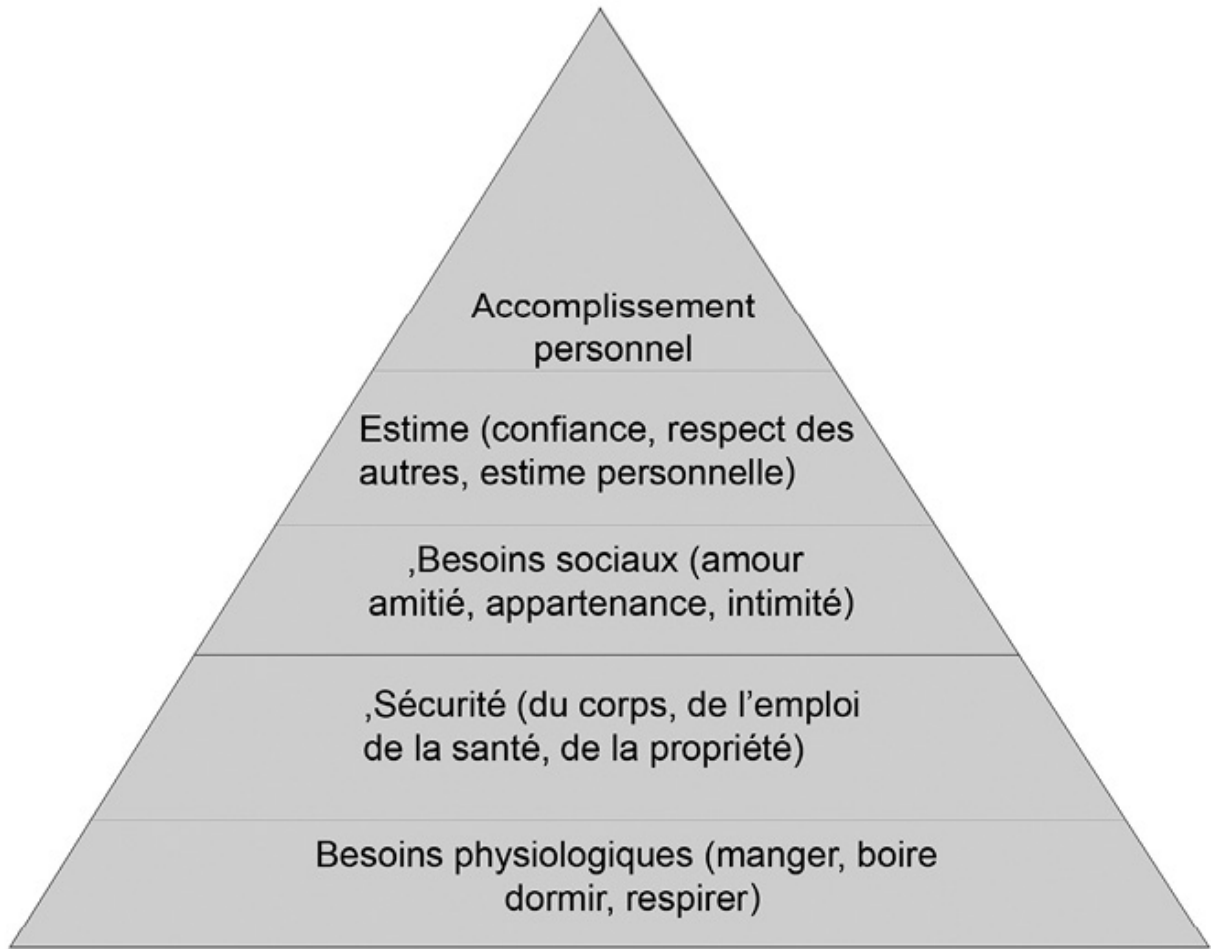 Accomplissement
personnel
Estime (confiance, respect des
autres, estime personnelle)
,Besoins sociaux (amour
amitié, appartenance, intimité)
,Sécurité (du corps, de l’emploi
de la santé, de la propriété)
Besoins physiologiques (manger, boire
dormir, respirer)